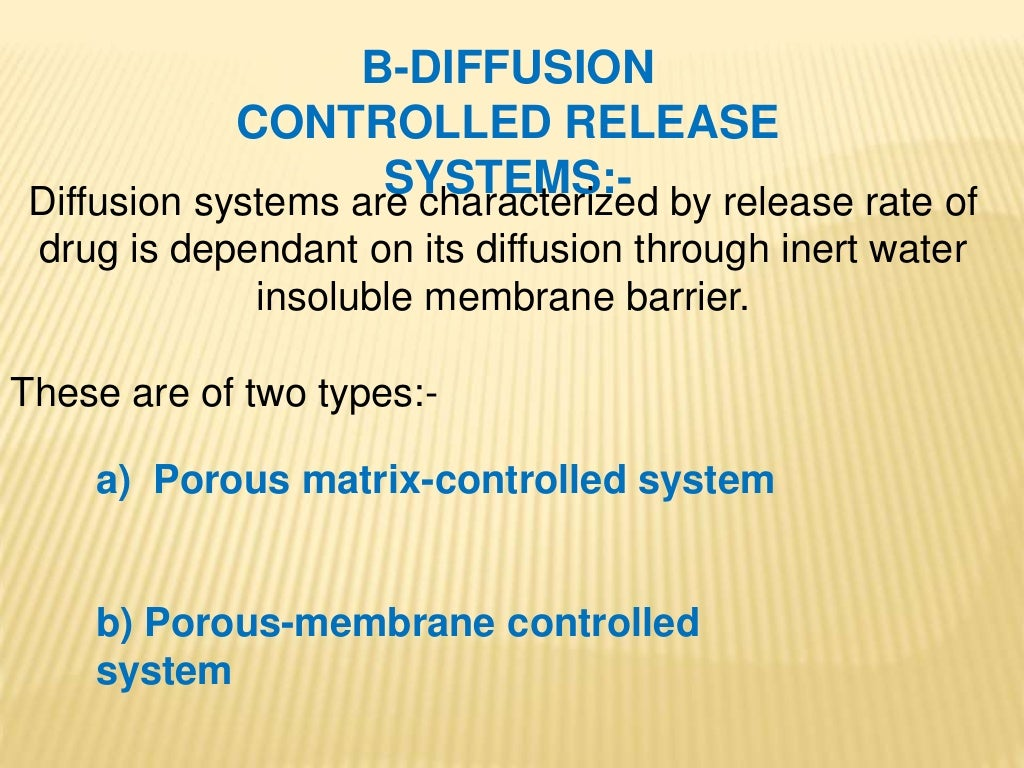 B-DIFFUSION
CONTROLLED RELEASE
SYSTEMS:-
Diffusion systems are characterized by release rate of
drug is dependant on its diffusion through inert water
insoluble membrane barrier.
These are of two types:-
a) Porous matrix-controlled system
b) Porous-membrane controlled
system